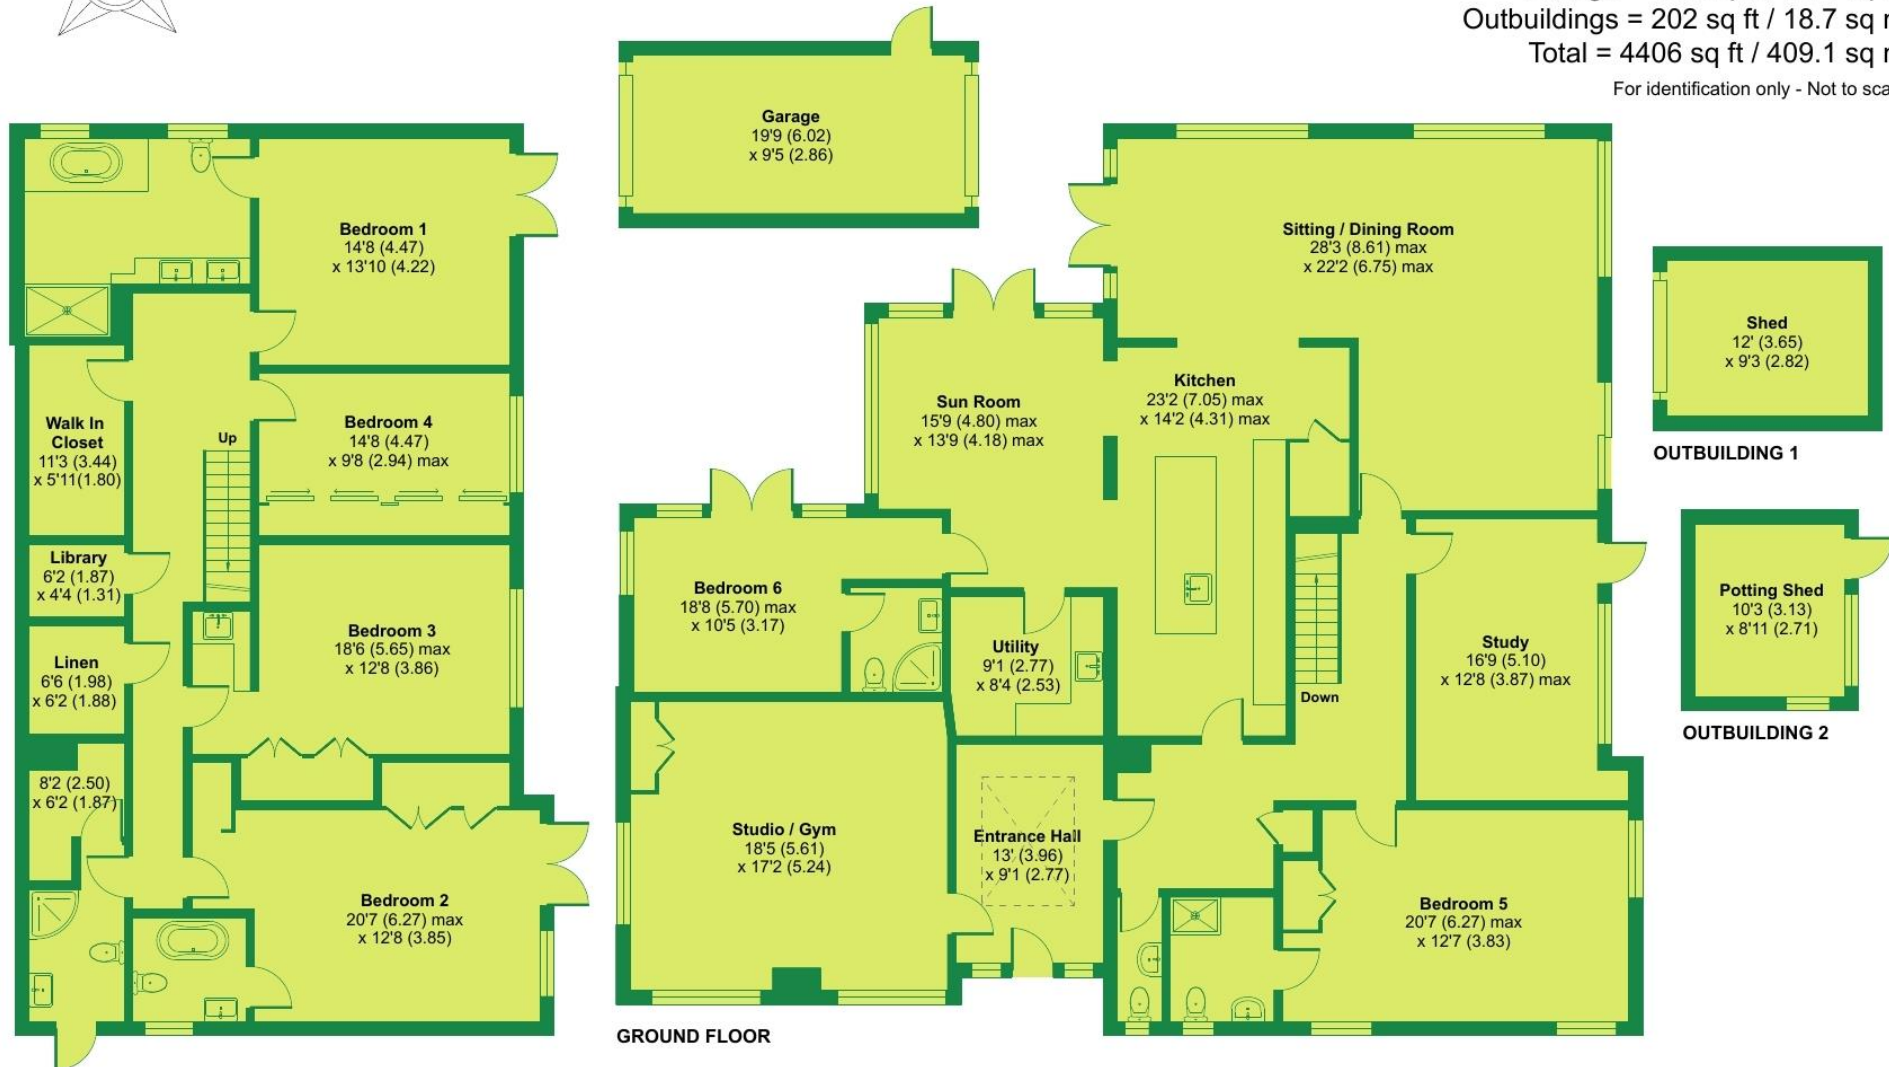 Outbuildings = 202 sq ft / 18.7 sq
Total = 4406 sq ft / 409.1 sq
For identification only - Not to
Garage
19'9 (6.02)
x 9'5 (2.86)
Bedroom 1
14'8 (4.47)
x 13'10 (4.22)
Sitting / Dining Room
28'3 (8.61) max
x 22'2 (6.75) max
Shed
12' (3.65)
x 9'3 (2.82)
OUTBUILDING 1
Walk In
Closet
11'3 (3.44)
x 5'11(1.80)
Up
Bedroom 4
14'8 (4.47)
x 9'8 (2.94) max
Sun Room
15'9 (4.80) max
x 13'9 (4.18) max
Kitchen
23'2 (7.05) max
x 14'2 (4.31) max
Library
6'2 (1.87)
x 4'4 (1.31)
Bedroom 3
18'6 (5.65) max
x 12'8 (3.86)
Linen
6'6 (1.98)
x 6'2 (1.88)
Bedroom 6
18'8 (5.70) max
x 10'5 (3.17)
Utility
9'1 (2.77)
x 8'4 (2.53)
Down
Study
16'9 (5.10)
x 12'8 (3.87) max
Potting Shed
10'3 (3.13)
x 8'11 (2.71)
OUTBUILDING 2
8'2 (2.50)
x 6'2 (1.87)
Studio / Gym
18'5 (5.61)
x 17'2 (5.24)
Entrance Hall
13' (3.96)
x 9'1 (2.77)
Bedroom 2
20'7 (6.27) max
x 12'8 (3.85)
Bedroom 5
20'7 (6.27) max
x 12'7 (3.83)
GROUND FLOOR